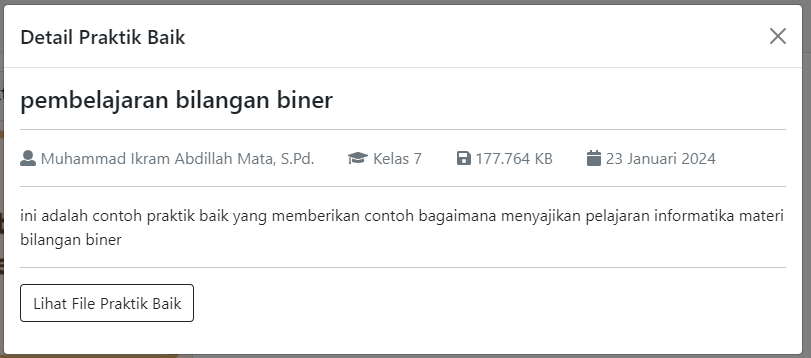 Detail Praktik Baik
pembelajaran bilangan biner
Muhammad Ikram Abdillah Mata, S.Pd. Kelas 7 177.764 KB 23 Januari 2024
ini adalah contoh praktik baik yang memberikan contoh bagaimana menyajikan pelajaran informatika materi
bilangan biner
Lihat File Praktik Baik